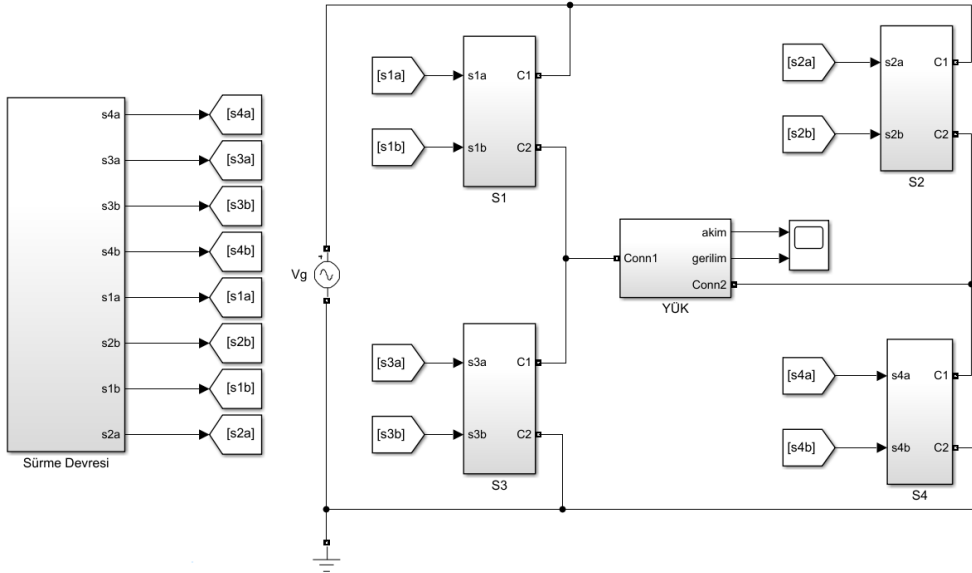 s4a
s3a
s3b
s4b
s1a
s2b
s1b
s2a
[s4a]
[s3a]
[s3b]
[s4b]
[s1a]
[s2b]
[s1b]
[s2a]
Sürme Devresi
Vg
[s1a]
[s1b]
s1a
C1
s1b
C2
S1
[s2a]
[s2b]
s2a
C1
s2b
C2
S2
akim
Conn1
gerilim
Conn2
YÜK
[s3a]
[s3b]
s3a
C1
s3b
C2
S3
[s4a]
[s4b]
s4a
C1
s4b
C2
S4